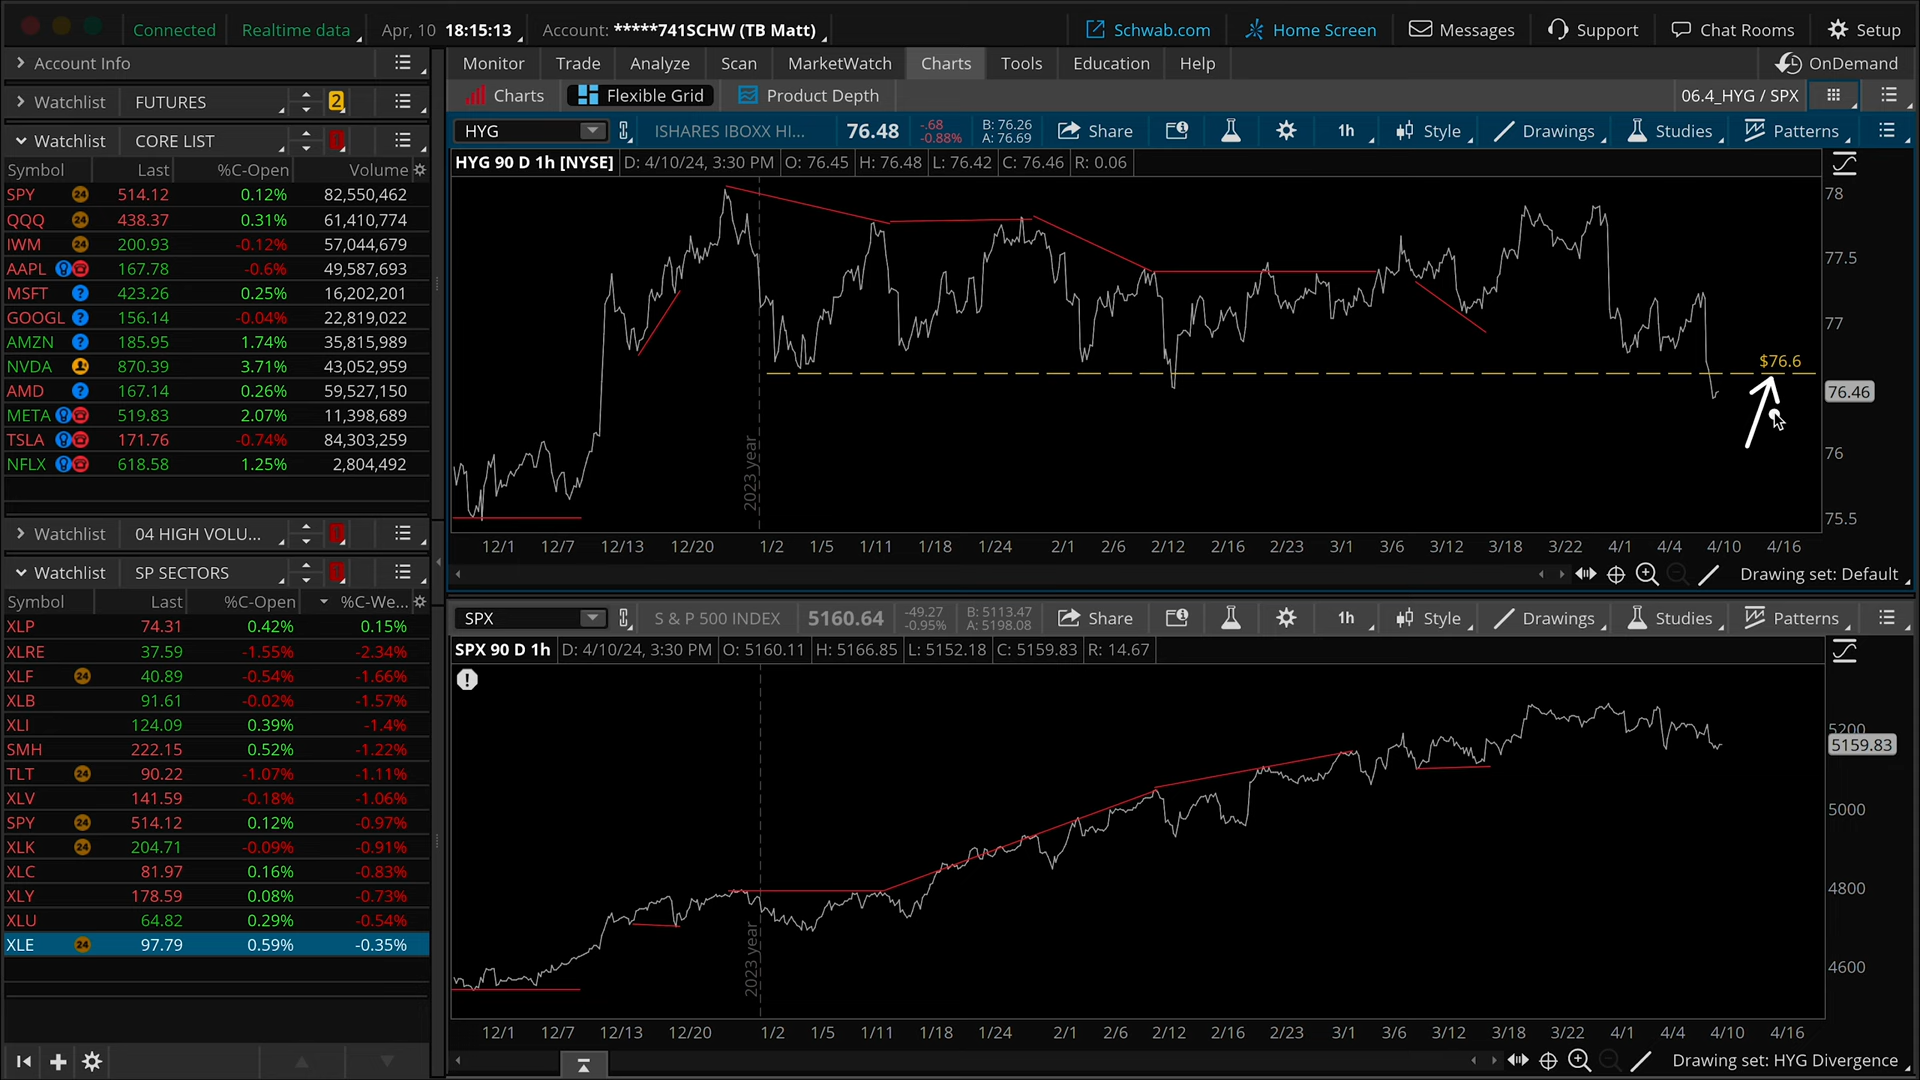 Connected Realtime data Apr, 10 18:15:13 Account: *****741SCHW (TB Matt) Schwab.com Home Screen Messages Support Chat Rooms Setup
Account Info
Monitor Trade Analyze Scan MarketWatch Charts Tools Education Help OnDemand
Charts Flexible Grid Product Depth 06.4_HYG / SPX
Watchlist FUTURES 2
Watchlist CORE LIST
Symbol Last %C-Open Volume
SPY 24 514.12 0.12% 82,550,462
QQQ 24 438.37 0.31% 61,410,774
IWM 24 200.93 -0.12% 57,044,679
AAPL 167.78 -0.6% 49,587,693
MSFT ? 423.26 0.25% 16,202,201
GOOGL ? 156.14 -0.04% 22,819,022
AMZN ? 185.95 1.74% 35,815,989
NVDA 870.39 3.71% 43,052,959
AMD ? 167.14 0.26% 59,527,150
META 519.83 2.07% 11,398,689
TSLA 171.76 -0.74% 84,303,259
NFLX 618.58 1.25% 2,804,492
Watchlist 04 HIGH VOLU...
Watchlist SP SECTORS
Symbol Last %C-Open %C-We...
XLP 74.31 0.42% 0.15%
XLRE 37.59 -1.55% -2.34%
XLF 24 40.89 -0.54% -1.66%
XLB 91.61 -0.02% -1.57%
XLI 124.09 0.39% -1.4%
SMH 222.15 0.52% -1.22%
TLT 24 90.22 -1.07% -1.11%
XLV 141.59 -0.18% -1.06%
SPY 24 514.12 0.12% -0.97%
XLK 24 204.71 -0.09% -0.91%
XLC 81.97 0.16% -0.83%
XLY 178.59 0.08% -0.73%
XLU 64.82 0.29% -0.54%
XLE 24 97.79 0.59% -0.35%
HYG ISHARES IBOXX HI... 76.48 -.68 -0.88% B: 76.26 A: 76.69 Share 1h Style Drawings Studies Patterns
HYG 90 D 1h [NYSE] D: 4/10/24, 3:30 PM O: 76.45 H: 76.48 L: 76.42 C: 76.46 R: 0.06
78
77.5
77
$76.6
76.46
76
75.5
2023 year
12/1 12/7 12/13 12/20 1/2 1/5 1/11 1/18 1/24 2/1 2/6 2/12 2/16 2/23 3/1 3/6 3/12 3/18 3/22 4/1 4/4 4/10 4/16
Drawing set: Default
SPX S & P 500 INDEX 5160.64 -49.27 -0.95% B: 5113.47 A: 5198.08 Share 1h Style Drawings Studies Patterns
SPX 90 D 1h D: 4/10/24, 3:30 PM O: 5160.11 H: 5166.85 L: 5152.18 C: 5159.83 R: 14.67
5200
5159.83
5000
4800
4600
2023 year
12/1 12/7 12/13 12/20 1/2 1/5 1/11 1/18 1/24 2/1 2/6 2/12 2/16 2/23 3/1 3/6 3/12 3/18 3/22 4/1 4/4 4/10 4/16
Drawing set: HYG Divergence